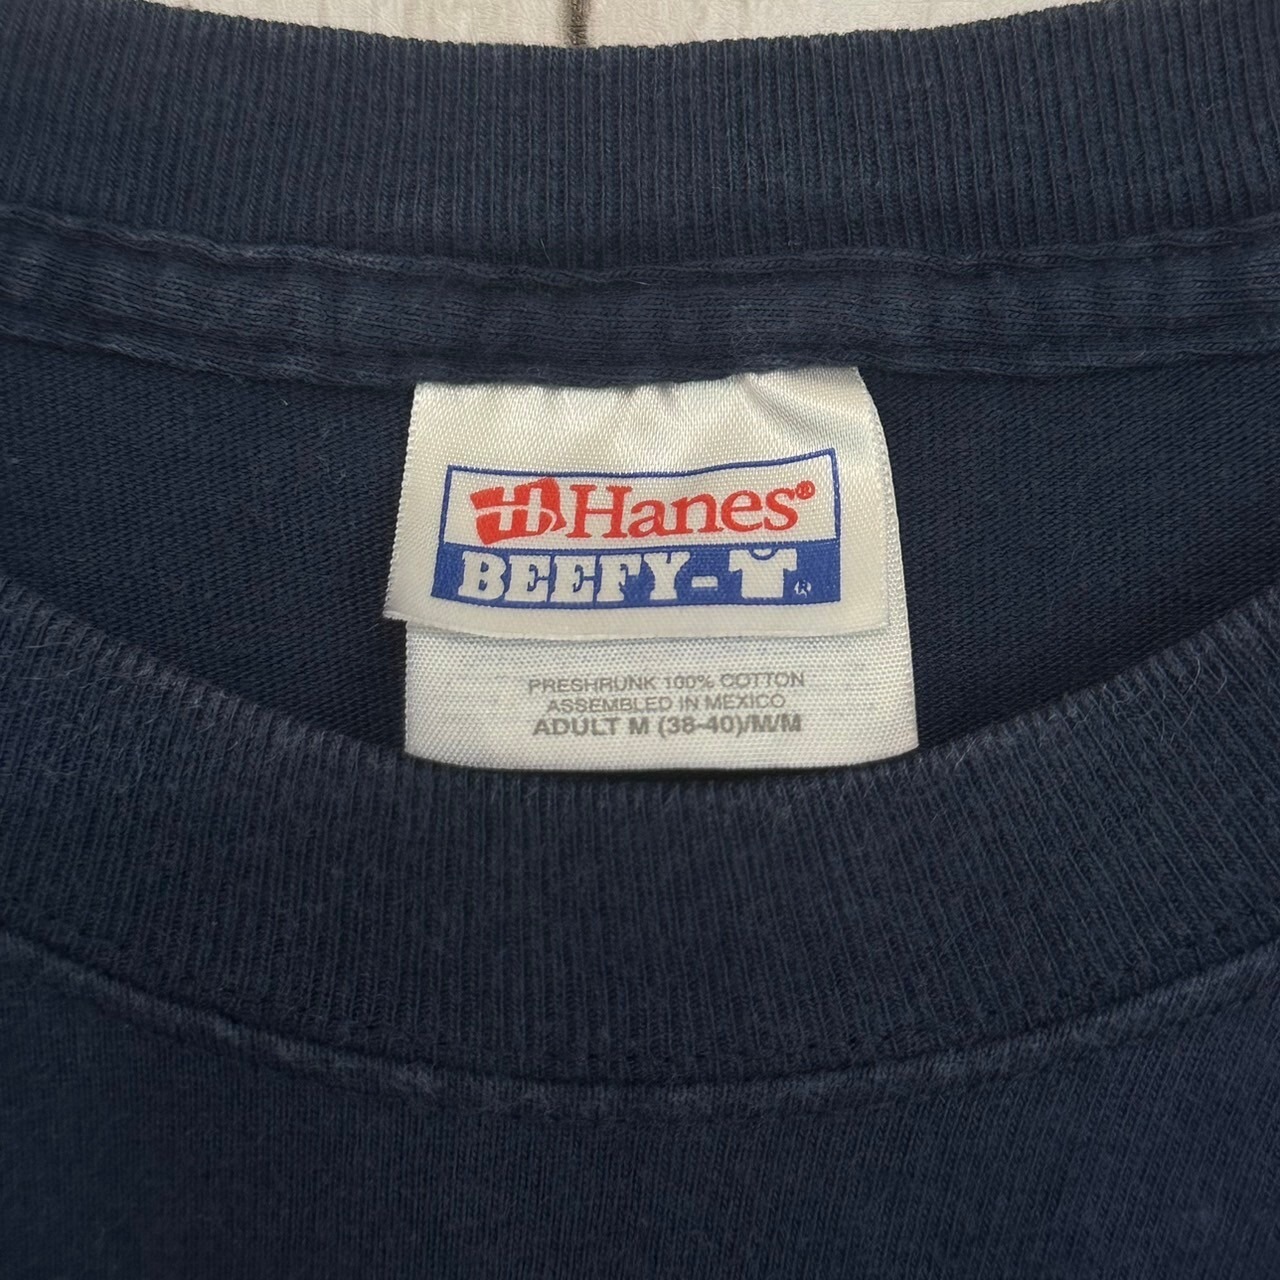 Hanes®
BEEFY-T®
PRESHRUNK 100% COTTON
ASSEMBLED IN MEXICO
ADULT M (38-40)/M/M